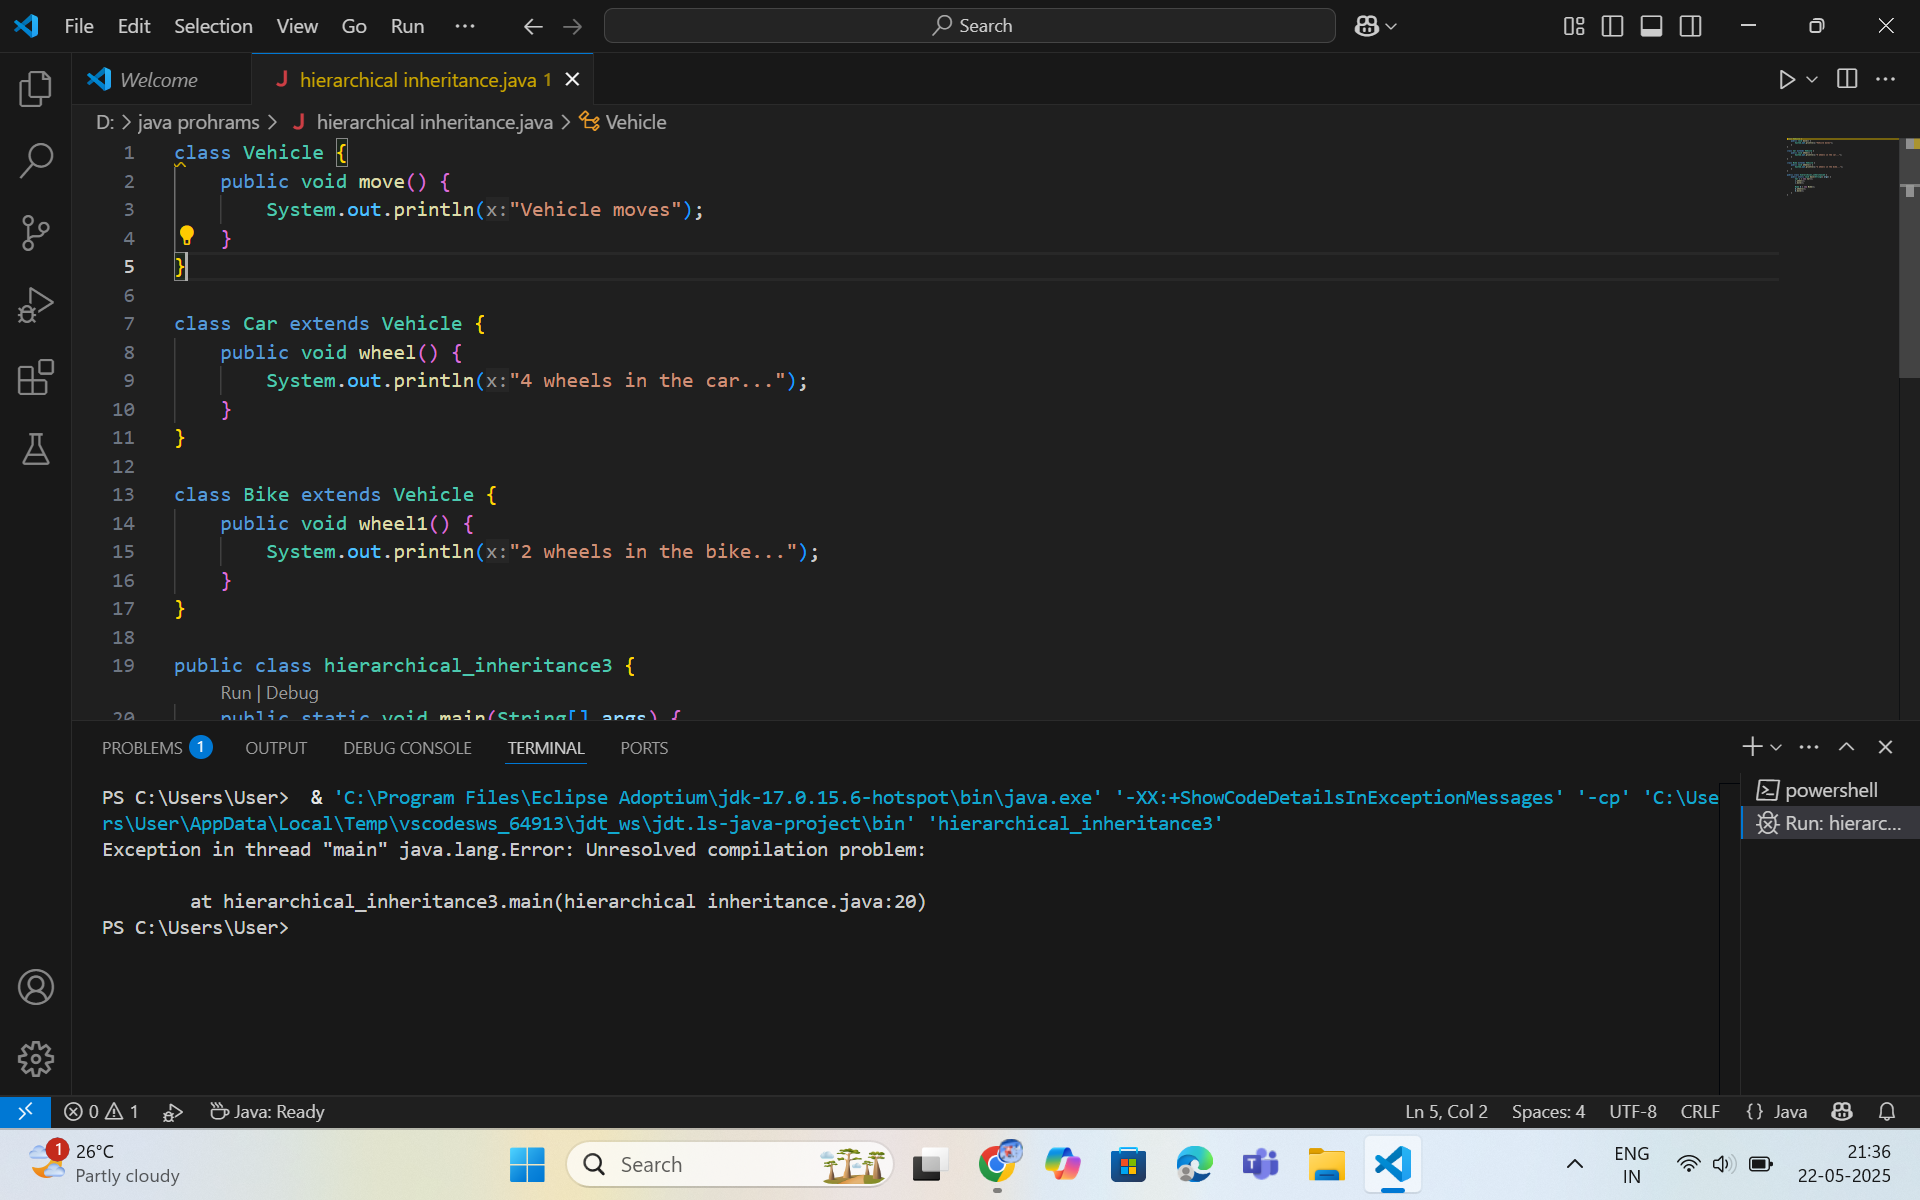 File Edit Selection View Go Run ··· Search
Welcome hierarchical inheritance.java 1
D: > java prohrams > J hierarchical inheritance.java > Vehicle
1 class Vehicle {
2 public void move() {
3 System.out.println(x:"Vehicle moves");
4 }
5 }
6
7 class Car extends Vehicle {
8 public void wheel() {
9 System.out.println(x:"4 wheels in the car...");
10 }
11 }
12
13 class Bike extends Vehicle {
14 public void wheel1() {
15 System.out.println(x:"2 wheels in the bike...");
16 }
17 }
18
19 public class hierarchical_inheritance3 {
Run | Debug
20 public static void main(String[] args) {
PROBLEMS 1 OUTPUT DEBUG CONSOLE TERMINAL PORTS
PS C:\Users\User> & 'C:\Program Files\Eclipse Adoptium\jdk-17.0.15.6-hotspot\bin\java.exe' '-XX:+ShowCodeDetailsInExceptionMessages' '-cp' 'C:\Use
rs\User\AppData\Local\Temp\vscodesws_64913\jdt_ws\jdt.ls-java-project\bin' 'hierarchical_inheritance3'
Exception in thread "main" java.lang.Error: Unresolved compilation problem:
at hierarchical_inheritance3.main(hierarchical inheritance.java:20)
PS C:\Users\User>
powershell
Run: hierarc...
0 1 Java: Ready Ln 5, Col 2 Spaces: 4 UTF-8 CRLF {} Java
1 26°C
Partly cloudy
Search
ENG
IN
21:36
22-05-2025